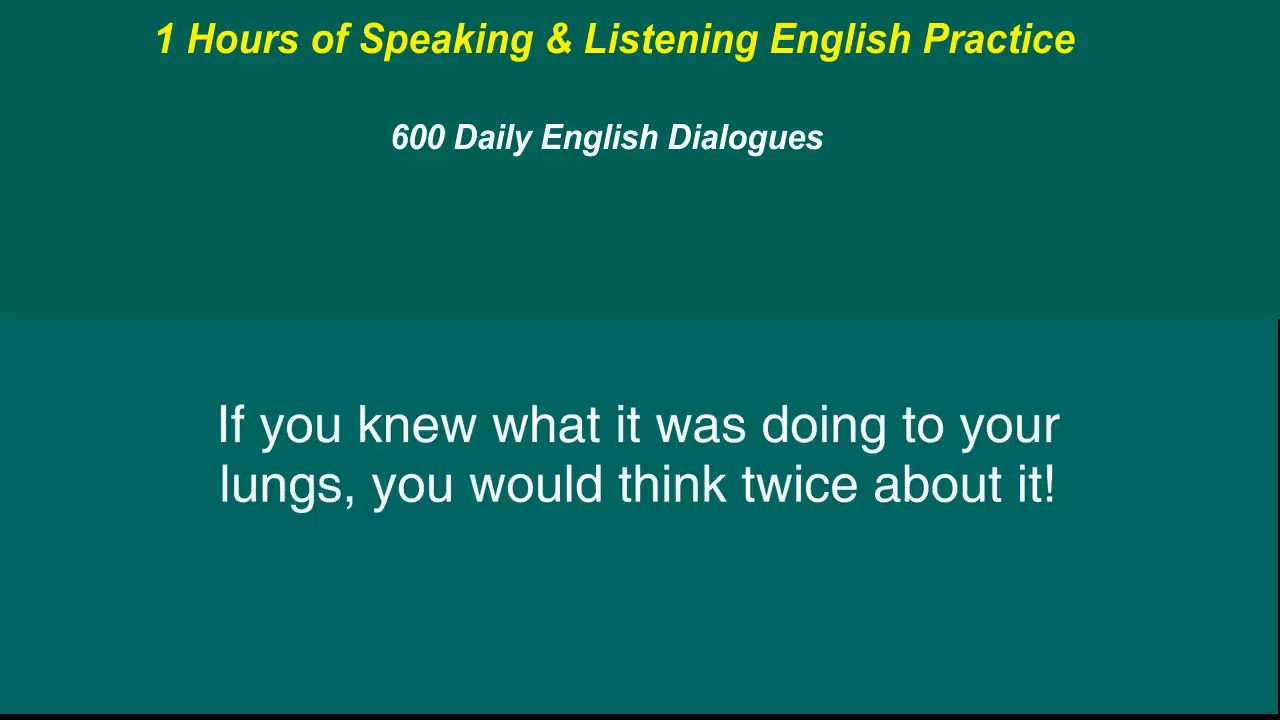 1 Hours of Speaking & Listening English Practice
600 Daily English Dialogues
If you knew what it was doing to your
lungs, you would think twice about it!